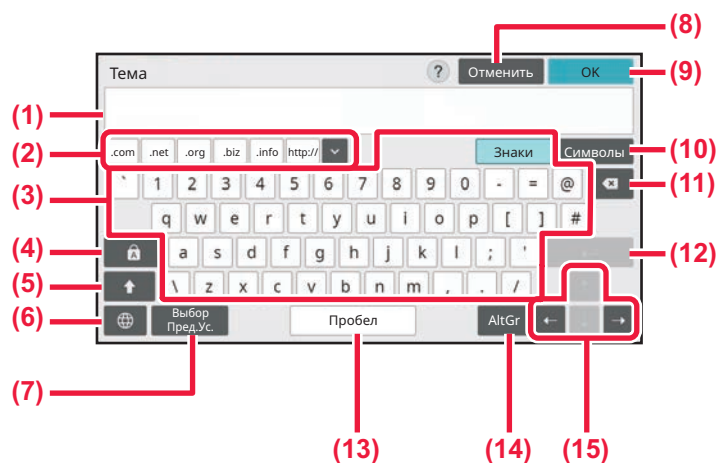 (8)
Тема ? Отменить OK (9)
(1)
(2) .com .net .org .biz .info http:// Знаки Символы (10)
(3) ` 1 2 3 4 5 6 7 8 9 0 - = @ (11)
q w e r t y u i o p [ ] #
(4) A a s d f g h j k l ; ' (12)
(5) \ z x c v b n m , . /
(6) Выбор
Пред.Ус. Пробел AltGr ← → 
(7)
(13) (14) (15)